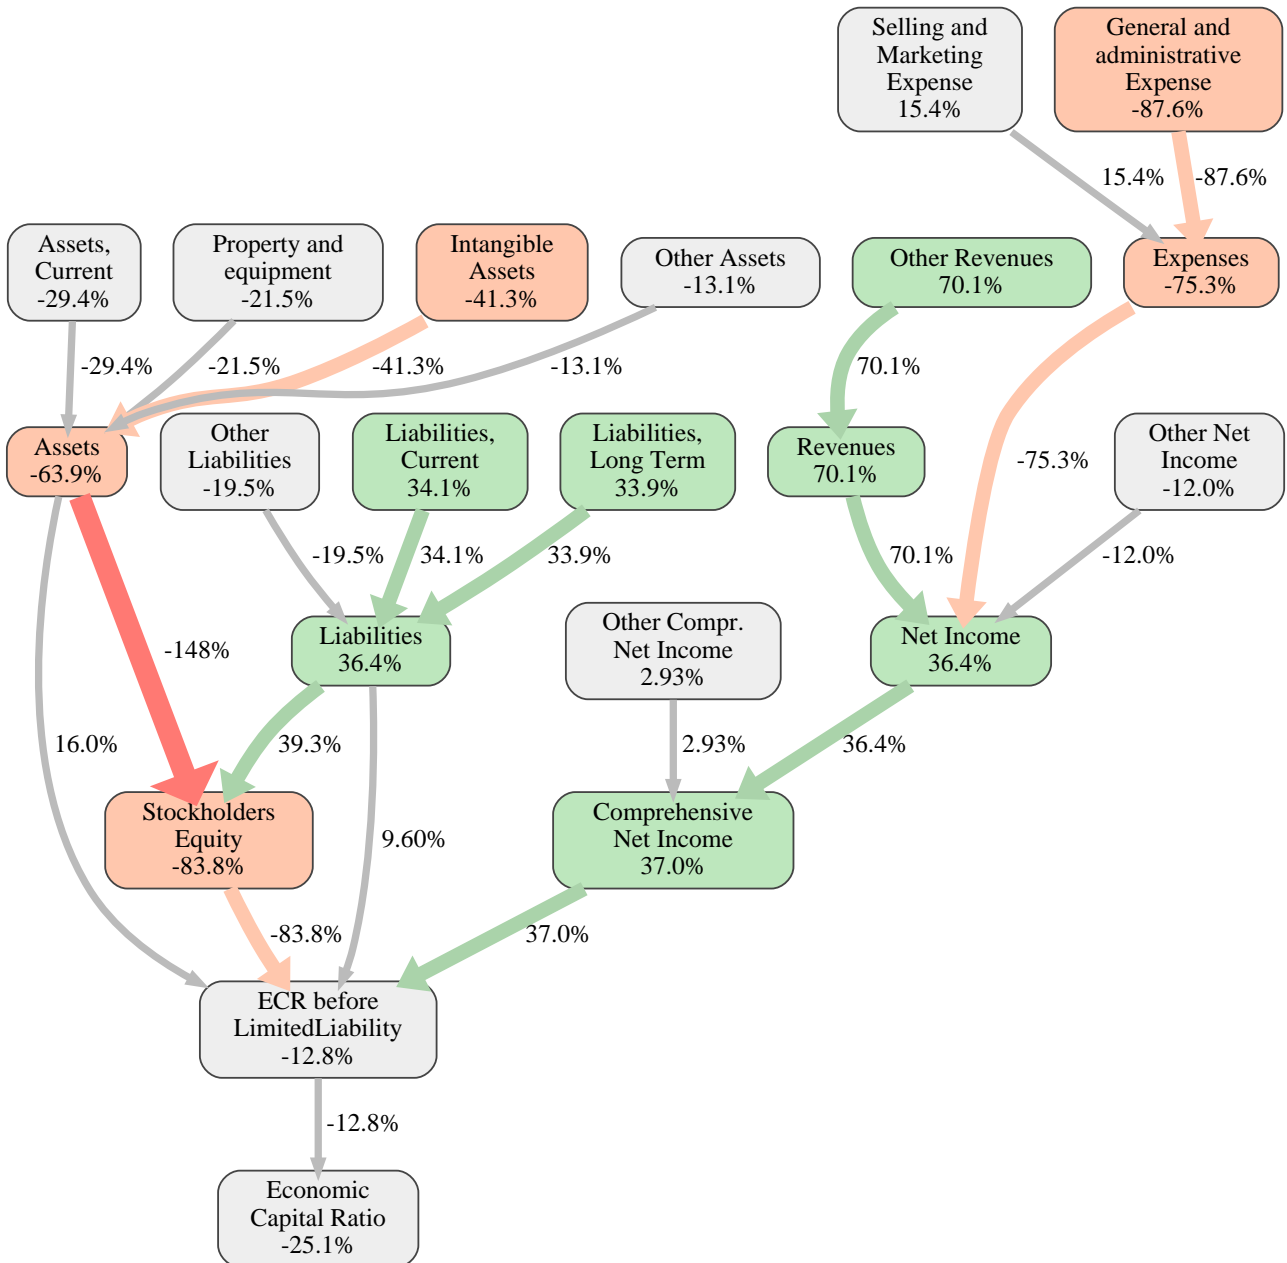 Selling and
Marketing
Expense
15.4%
General and
administrative
Expense
-87.6%
15.4%
-87.6%
Assets,
Current
-29.4%
Property and
equipment
-21.5%
Intangible
Assets
-41.3%
Other Assets
-13.1%
Other Revenues
70.1%
Expenses
-75.3%
-29.4%
-21.5%
-41.3%
-13.1%
70.1%
-75.3%
Assets
-63.9%
Other
Liabilities
-19.5%
Liabilities,
Current
34.1%
Liabilities,
Long Term
33.9%
Revenues
70.1%
Other Net
Income
-12.0%
-19.5%
34.1%
33.9%
70.1%
-12.0%
Liabilities
36.4%
Other Compr.
Net Income
2.93%
Net Income
36.4%
-148%
16.0%
39.3%
2.93%
36.4%
Stockholders
Equity
-83.8%
9.60%
Comprehensive
Net Income
37.0%
-83.8%
37.0%
ECR before
LimitedLiability
-12.8%
-12.8%
Economic
Capital Ratio
-25.1%